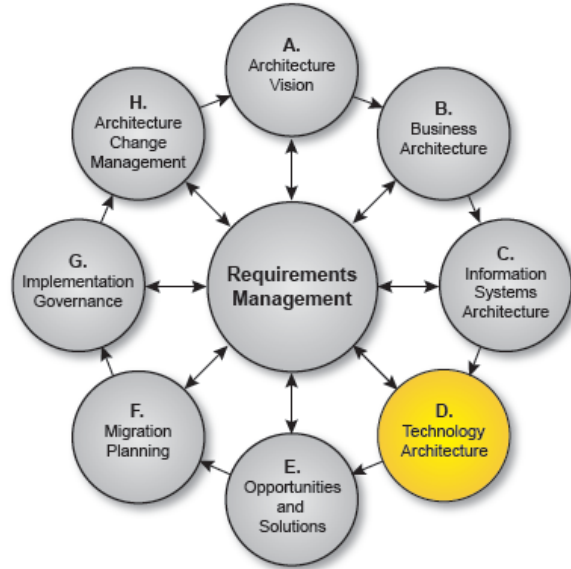 A.
Architecture
Vision
B.
Business
Architecture
C.
Information
Systems
Architecture
D.
Technology
Architecture
E.
Opportunities
and
Solutions
F.
Migration
Planning
G.
Implementation
Governance
H.
Architecture
Change
Management
Requirements
Management